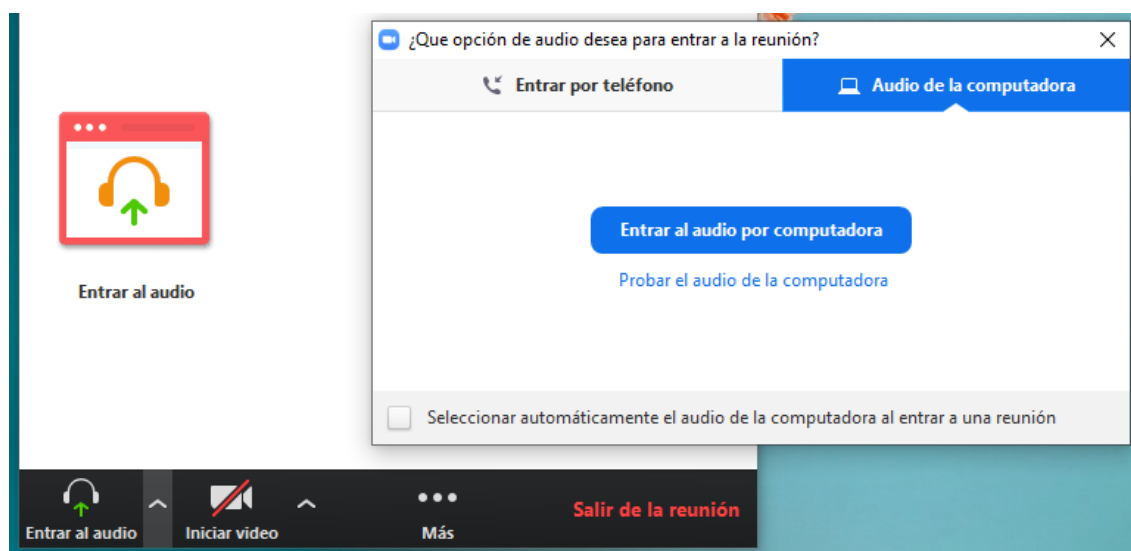 ¿Que opción de audio desea para entrar a la reunión?
Entrar por teléfono
Audio de la computadora
Entrar al audio por computadora
Probar el audio de la computadora
Entrar al audio
Seleccionar automáticamente el audio de la computadora al entrar a una reunión
Entrar al audio
Iniciar video
Más
Salir de la reunión